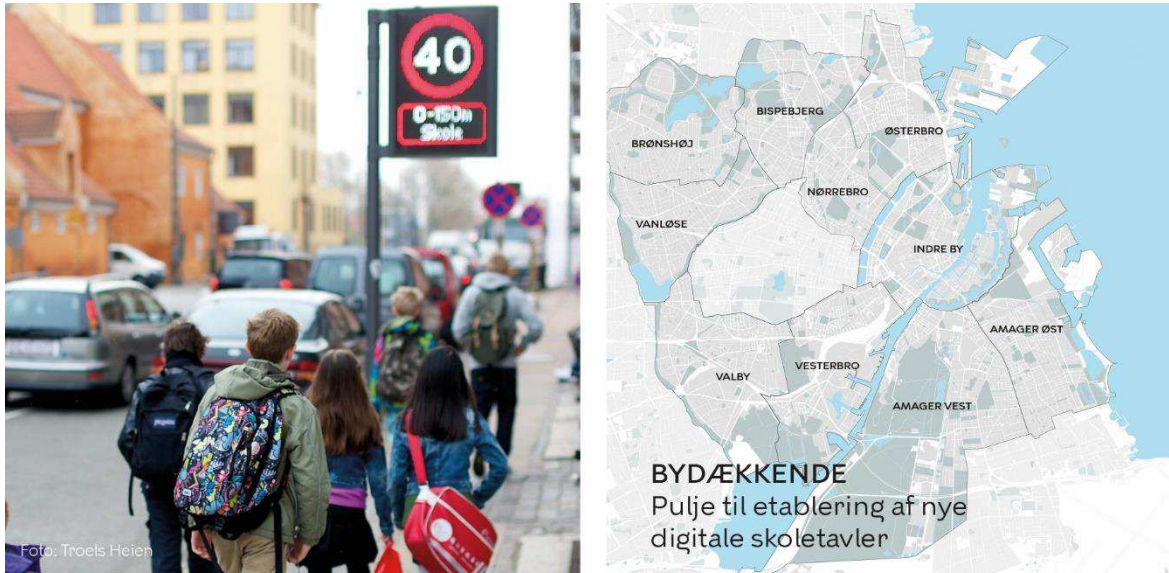 40
0-150m
Skole
JANSPORT
Foto: Troels Heien
BISPEBJERG
ØSTERBRO
BRØNSHØJ
NØRREBRO
VANLØSE
INDRE BY
AMAGER ØST
VESTERBRO
VALBY
AMAGER VEST
BYDÆKKENDE
Pulje til etablering af nye
digitale skoletavler